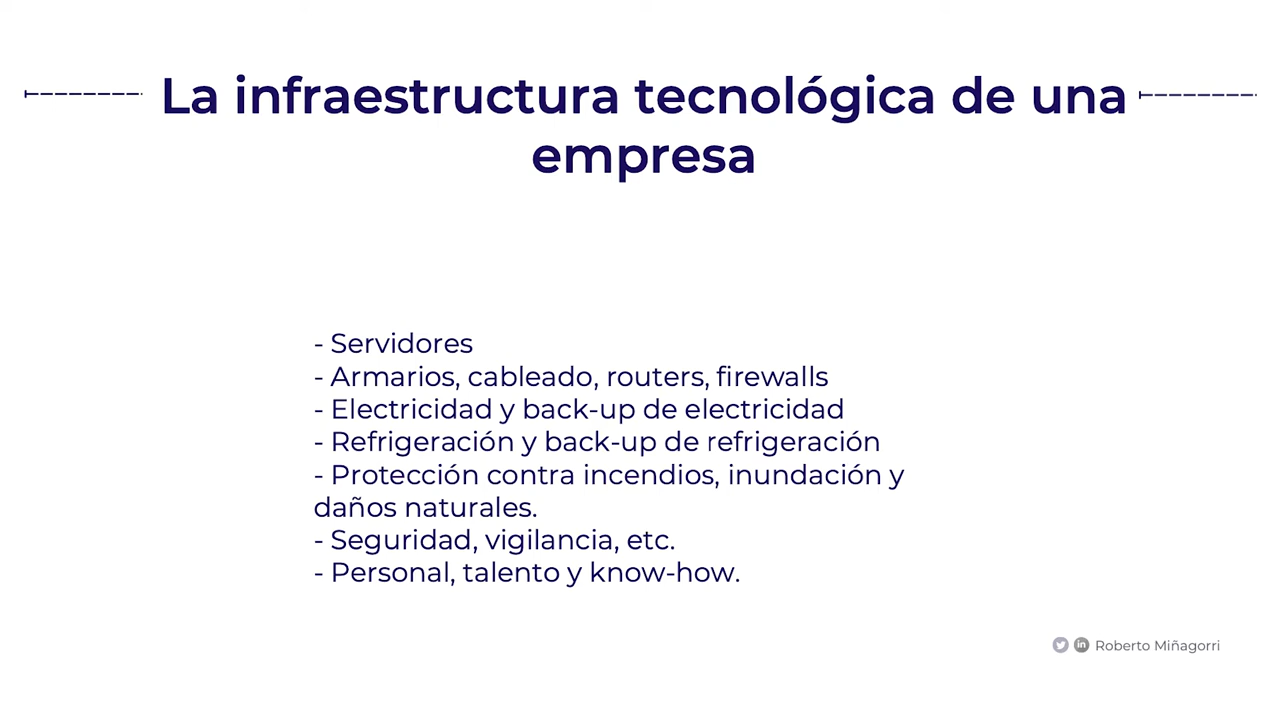 La infraestructura tecnológica de una
empresa
- Servidores
- Armarios, cableado, routers, firewalls
- Electricidad y back-up de electricidad
- Refrigeración y back-up de refrigeración
- Protección contra incendios, inundación y
daños naturales.
- Seguridad, vigilancia, etc.
- Personal, talento y know-how.
Roberto Miñagorri